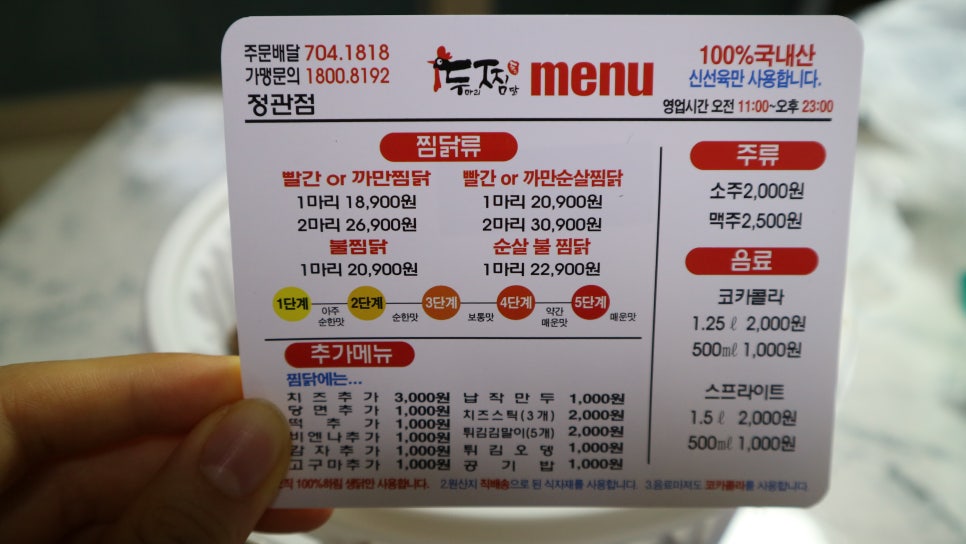 주문배달 704.1818
가맹문의 1800.8192
정관점
두마리찜닭 menu
100%국내산
신선육만 사용합니다.
영업시간 오전 11:00~오후 23:00
찜닭류
빨간 or 까만찜닭
1마리 18,900원
2마리 26,900원
불찜닭
1마리 20,900원
빨간 or 까만순살찜닭
1마리 20,900원
2마리 30,900원
순살 불 찜닭
1마리 22,900원
1단계 아주 순한맛 2단계 순한맛 3단계 보통맛 4단계 약간 매운맛 5단계 매운맛
추가메뉴
찜닭에는...
치즈추가 3,000원
당면추가 1,000원
떡추가 1,000원
비엔나추가 1,000원
감자추가 1,000원
고구마추가 1,000원
납작만두 1,000원
치즈스틱(3개) 2,000원
튀김김말이(5개) 2,000원
튀김오뎅 1,000원
공기밥 1,000원
주류
소주2,000원
맥주2,500원
음료
코카콜라
1.25ℓ 2,000원
500㎖ 1,000원
스프라이트
1.5ℓ 2,000원
500㎖ 1,000원
100%하림 생닭만 사용합니다. 2.원산지 직배송으로 된 식자재를 사용합니다. 3.음료마저도 코카콜라를 사용합니다.